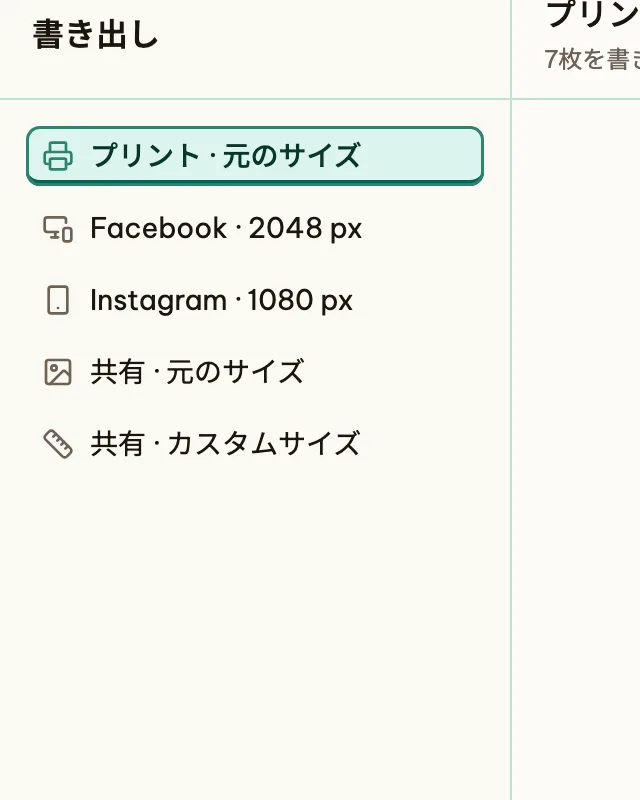 書き出し
プリント · 元のサイズ
Facebook · 2048 px
Instagram · 1080 px
共有 · 元のサイズ
共有 · カスタムサイズ
プリン
7枚を書き